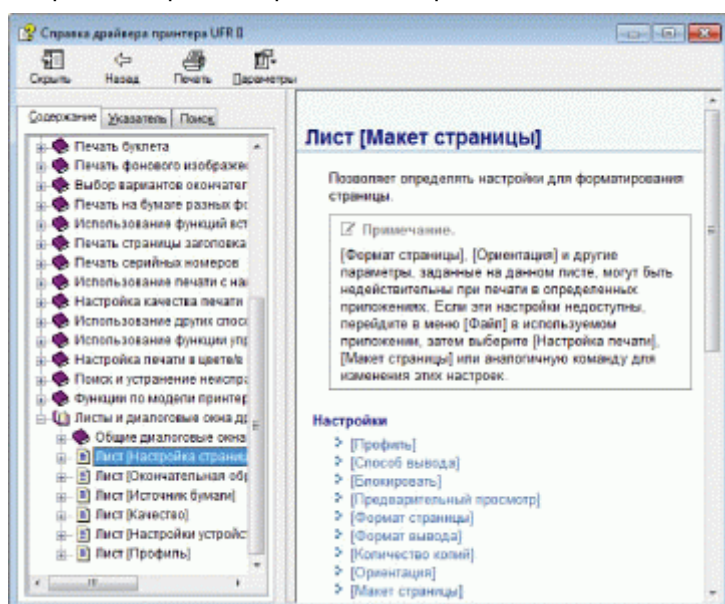 Справка драйвера принтера UFR II
Скрыть Назад Печать Параметры
Содержание Указатель Поиск
Печать буклета
Печать фонового изображе
Выбор вариантов окончател
Печать на бумаге разных фо
Использование функций вст
Печать страницы заголовка
Печать серийных номеров
Использование печати с на
Настройка качества печати
Использование других спос
Использование функции упр
Настройка печати в цвете/в
Поиск и устранение неиспра
Функции по модели принтер
Листы и диалоговые окна др
Общие диалоговые окна
Лист [Настройка страниц
Лист [Окончательная обр
Лист [Источник бумаги]
Лист [Качество]
Лист [Настройки устройс
Лист [Профиль]
Лист [Макет страницы]
Позволяет определять настройки для форматирования
страницы.
Примечание.
[Формат страницы], [Ориентация] и другие
параметры, заданные на данном листе, могут быть
недействительны при печати в определенных
приложениях. Если эти настройки недоступны,
перейдите в меню [Файл] в используемом
приложении, затем выберите [Настройка печати],
[Макет страницы] или аналогичную команду для
изменения этих настроек.
Настройки
[Профиль]
[Способ вывода]
[Блокировать]
[Предварительный просмотр]
[Формат страницы]
[Формат вывода]
[Количество копий]
[Ориентация]
[Макет страницы]